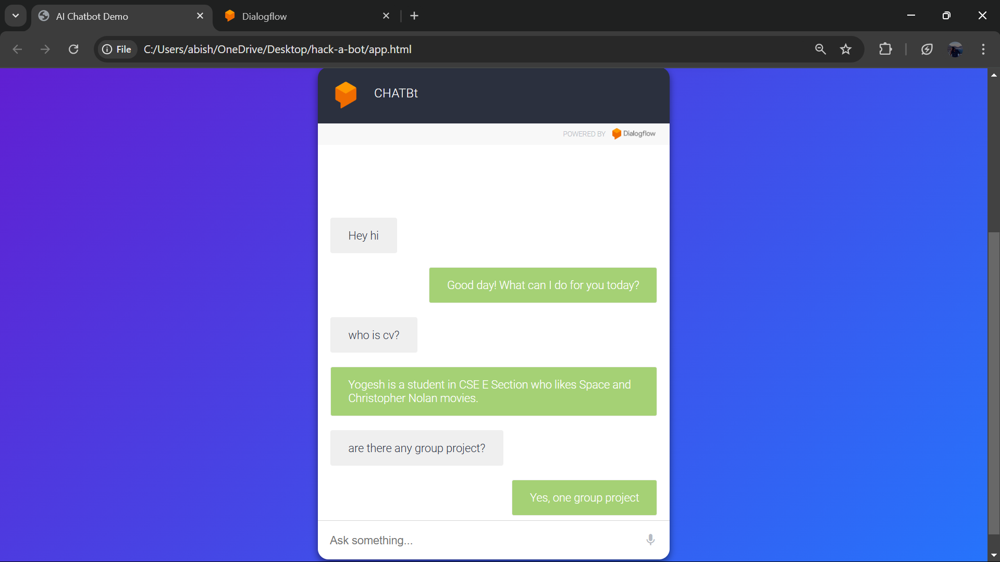 AI Chatbot Demo
Dialogflow
File
C:/Users/abish/OneDrive/Desktop/hack-a-bot/app.html
CHATBt
POWERED BY Dialogflow
Hey hi
Good day! What can I do for you today?
who is cv?
Yogesh is a student in CSE E Section who likes Space and
Christopher Nolan movies.
are there any group project?
Yes, one group project
Ask something...